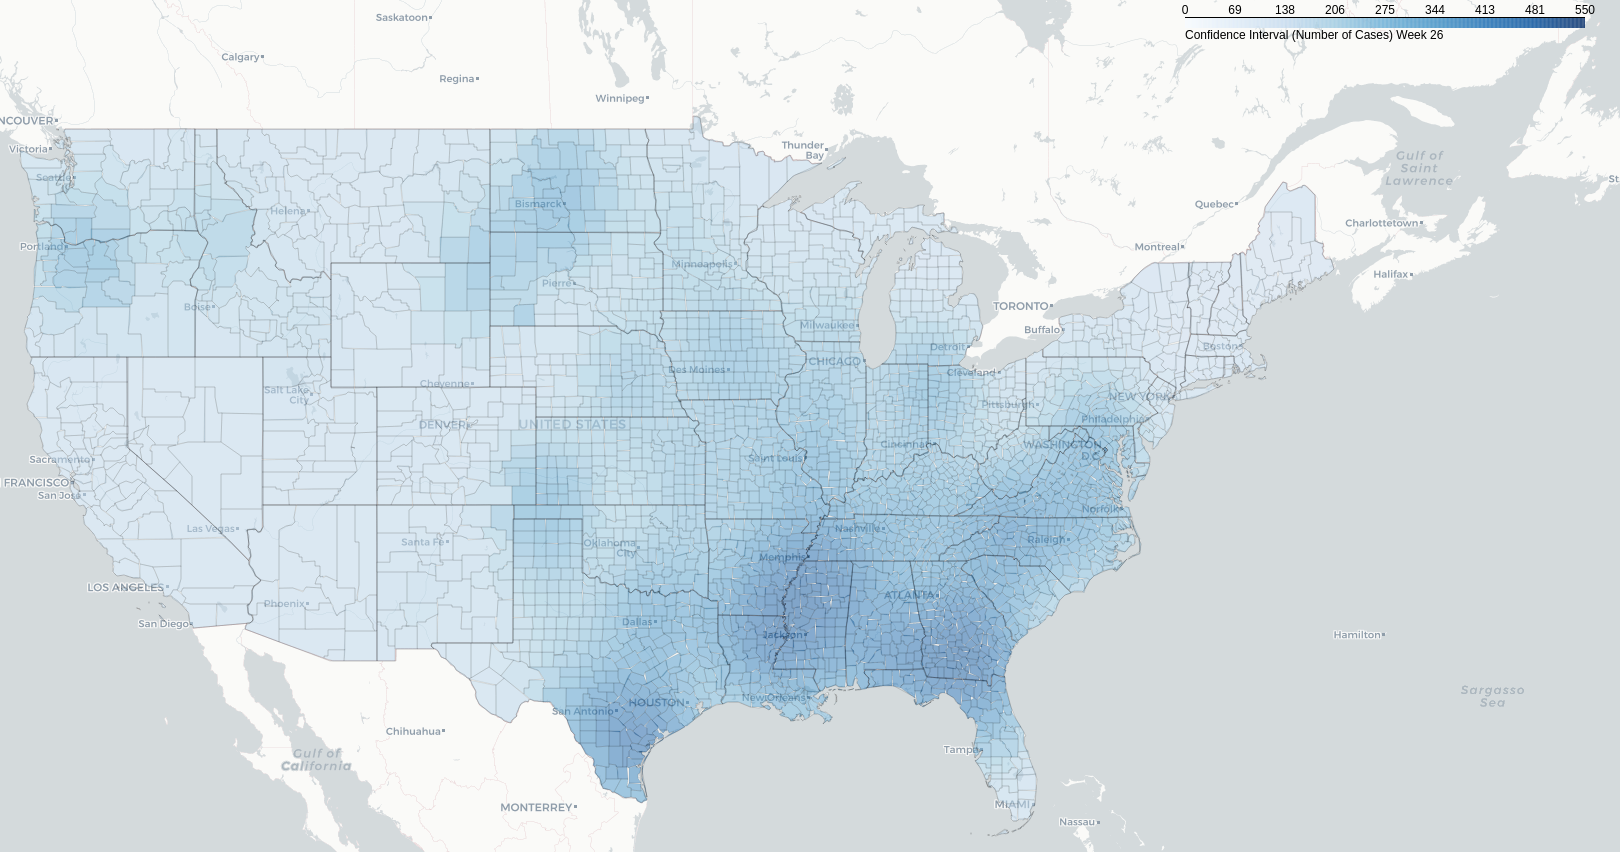 0 69 138 206 275 344 413 481 550
Confidence Interval (Number of Cases) Week 26
Saskatoon
Calgary
Regina
Winnipeg
NCOUVER
Victoria
Thunder
Bay
Gulf of
Saint
Lawrence
St
Seattle
Quebec
Bismarck
Helena
Charlottetown
Portland
Montreal
Minneapolis
Halifax
Pierre
Boise
TORONTO
Milwaukee
Buffalo
Detroit
Boston
CHICAGO
Des Moines
Cleveland
Cheyenne
Salt Lake
City
NEW YORK
Pittsburgh
Philadelphia
DENVER
UNITED STATES
Cincinnati
WASHINGTON
D.C.
Sacramento
Saint Louis
FRANCISCO
San Jose
Norfolk
Las Vegas
Nashville
Santa Fe
Oklahoma
City
Raleigh
Memphis
LOS ANGELES
ATLANTA
Phoenix
San Diego
Dallas
Jackson
Hamilton
Sargasso
Sea
New Orleans
HOUSTON
San Antonio
Chihuahua
Gulf of
California
Tampa
MONTERREY
MIAMI
Nassau